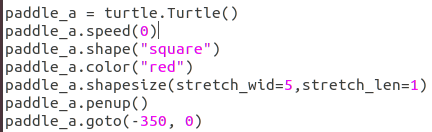 paddle_a = turtle.Turtle()
paddle_a.speed(0)
paddle_a.shape("square")
paddle_a.color("red")
paddle_a.shapesize(stretch_wid=5,stretch_len=1)
paddle_a.penup()
paddle_a.goto(-350, 0)